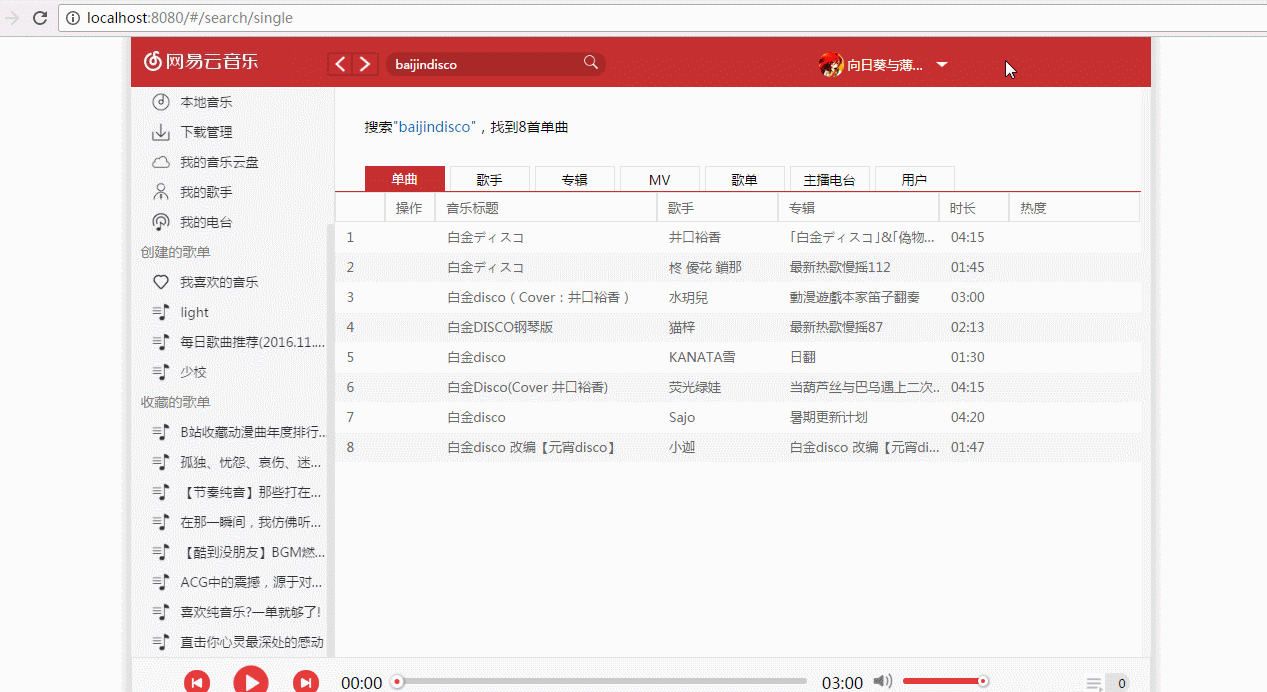 localhost:8080/#/search/single
网易云音乐
baijindisco
向日葵与薄...
本地音乐
下载管理
我的音乐云盘
我的歌手
我的电台
创建的歌单
我喜欢的音乐
light
每日歌曲推荐(2016.11....
少校
收藏的歌单
B站收藏动漫曲年度排行...
孤独、忧怨、哀伤、迷...
【节奏纯音】那些打在...
在那一瞬间，我仿佛听...
【酷到没朋友】BGM燃...
ACG中的震撼，源于对...
喜欢纯音乐?一单就够了!
直击你心灵最深处的感动
搜索"baijindisco"，找到8首单曲
单曲 歌手 专辑 MV 歌单 主播电台 用户
操作 音乐标题 歌手 专辑 时长 热度
1 白金ディスコ 井口裕香 ｢白金ディスコ｣&｢偽物... 04:15
2 白金ディスコ 柊 優花 鎖那 最新热歌慢摇112 01:45
3 白金disco（Cover：井口裕香） 水玥兒 動漫遊戲本家笛子翻奏 03:00
4 白金DISCO钢琴版 猫梓 最新热歌慢摇87 02:13
5 白金disco KANATA雪 日翻 01:30
6 白金Disco(Cover 井口裕香) 荧光绿娃 当葫芦丝与巴乌遇上二次... 04:15
7 白金disco Sajo 暑期更新计划 04:20
8 白金disco 改编【元宵disco】 小迦 白金disco 改编【元宵di... 01:47
00:00 03:00 0